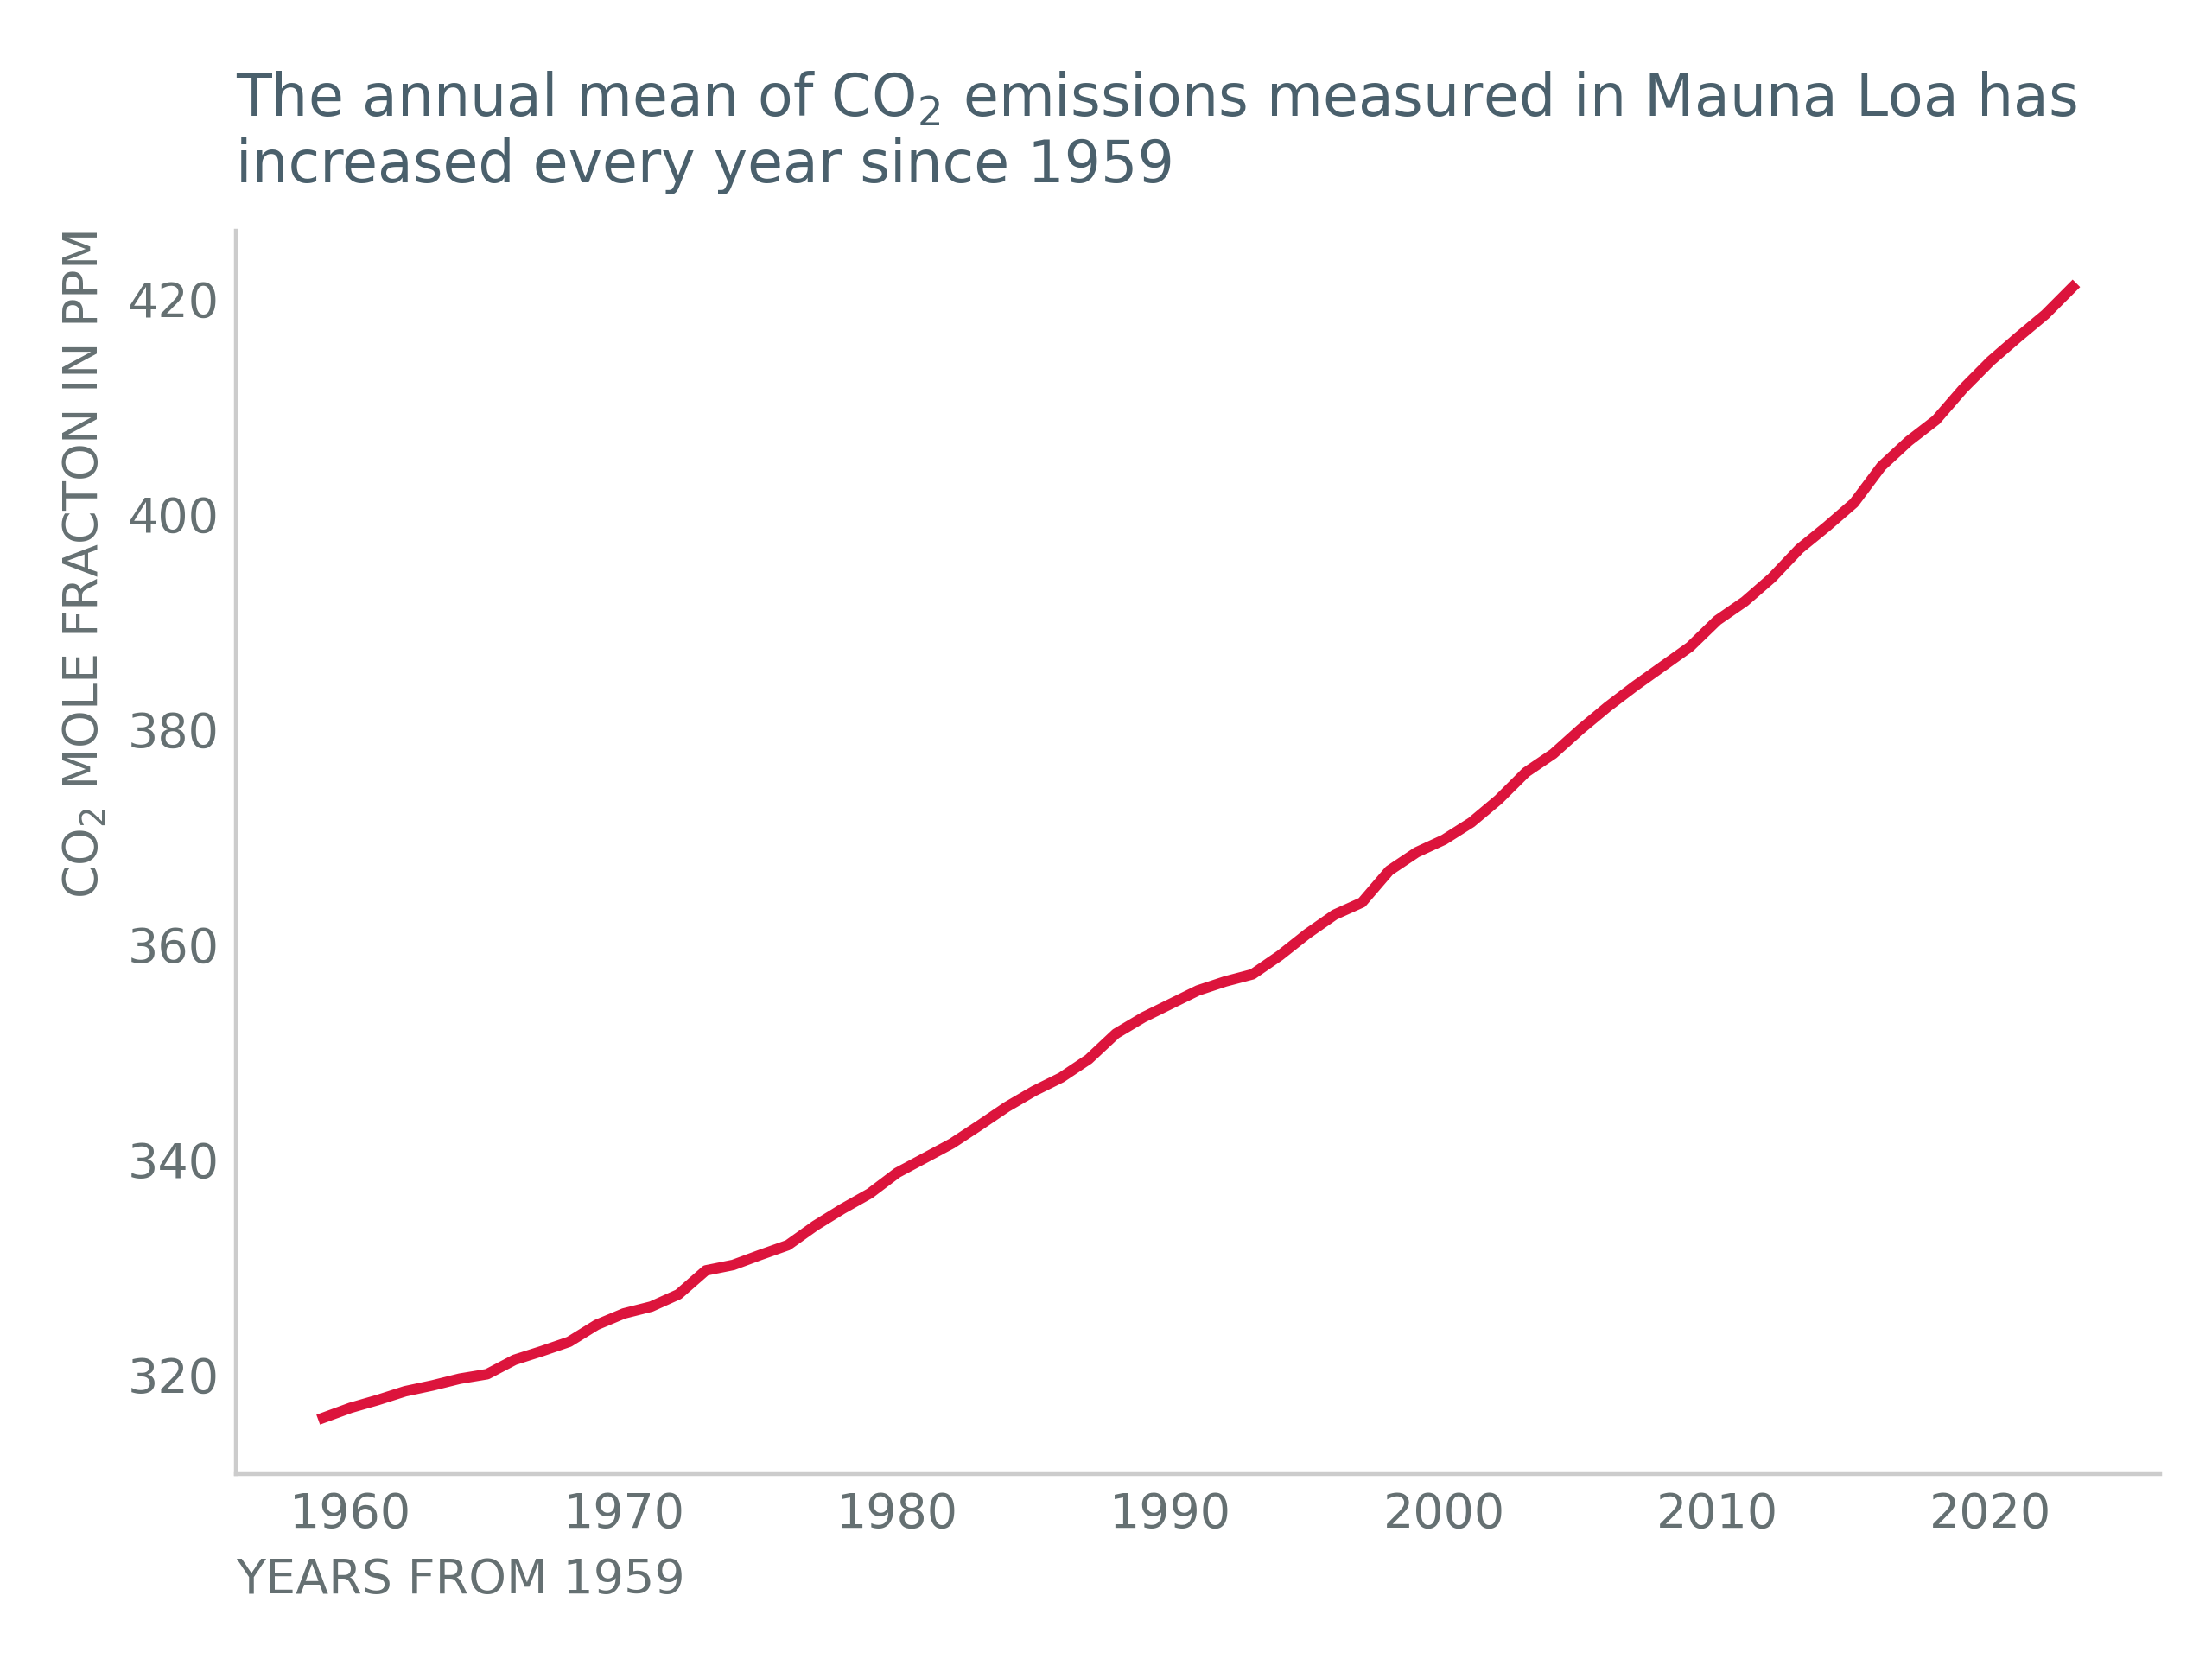 The annual mean of CO₂ emissions measured in Mauna Loa has
increased every year since 1959
CO₂ MOLE FRACTON IN PPM
420
400
380
360
340
320
1960 1970 1980 1990 2000 2010 2020
YEARS FROM 1959